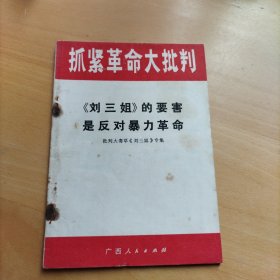 抓紧革命大批判
《刘三姐》的要害
是反对暴力革命
批判大毒草《刘三姐》专集
广西人民出版社